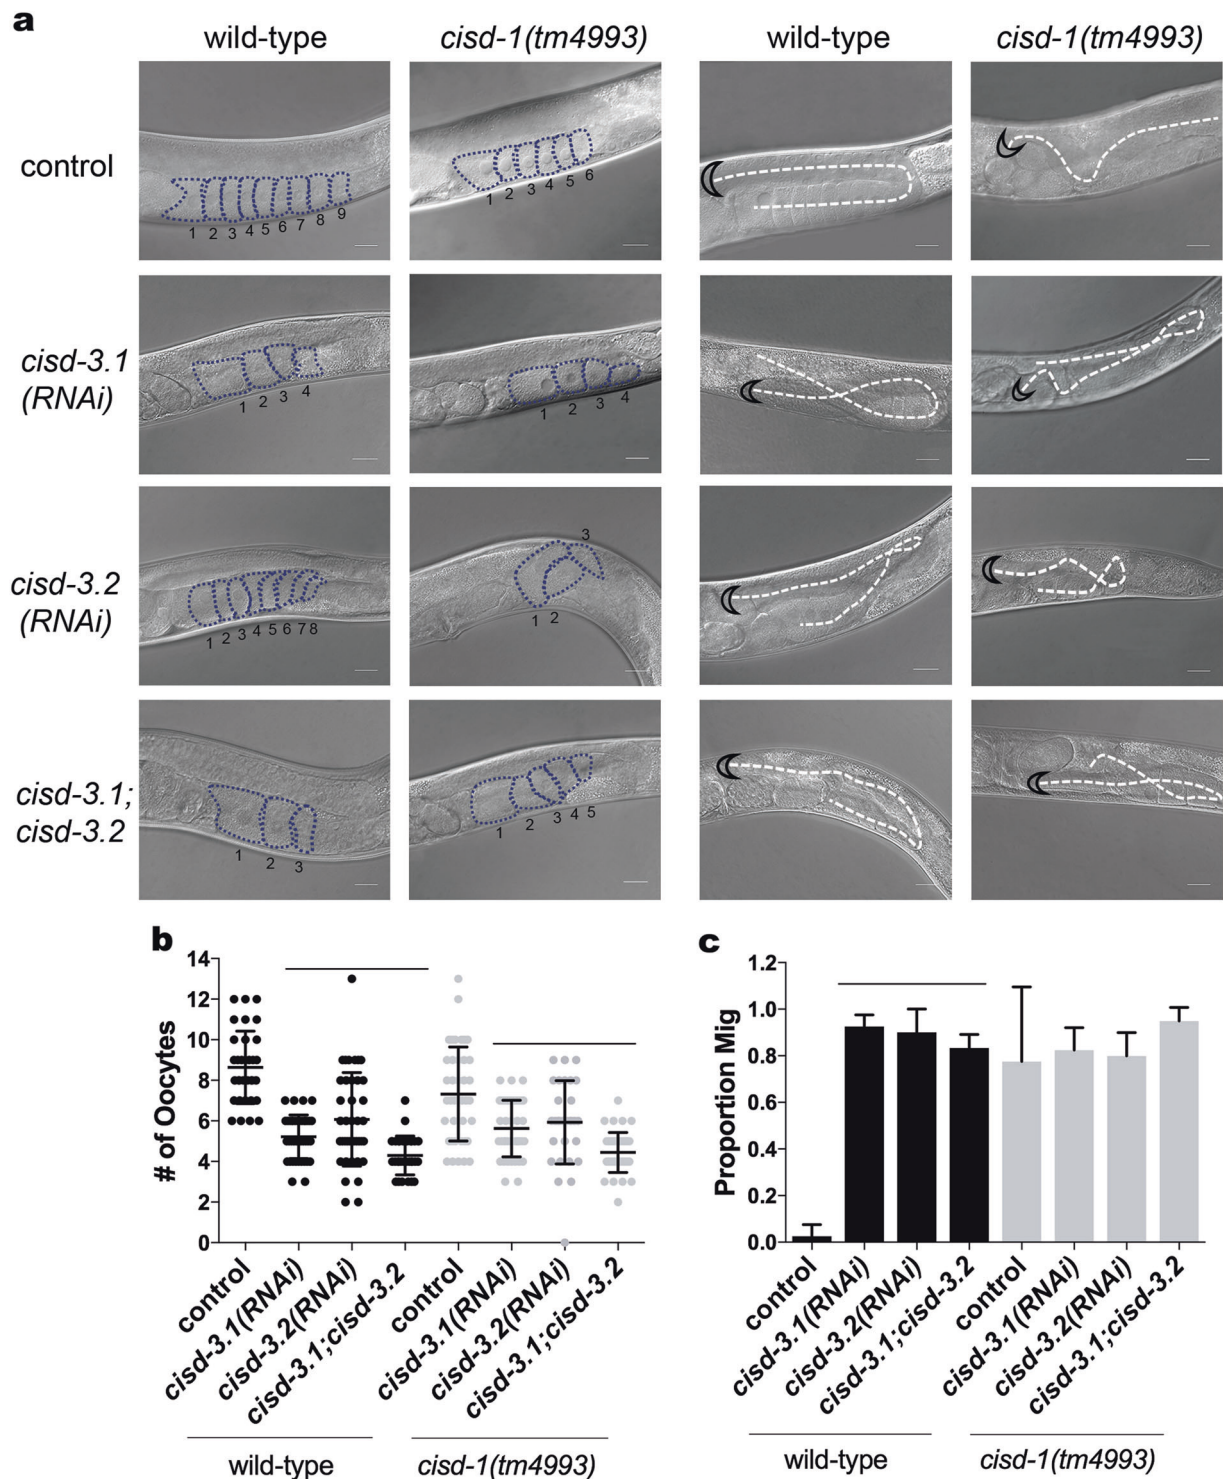 a
wild-type cisd-1(tm4993) wild-type cisd-1(tm4993)
control
1 2 3 4 5 6 7 8 9
1 2 3 4 5 6
cisd-3.1
(RNAi)
1 2 3 4
1 2 3 4
cisd-3.2
(RNAi)
1 2 3 4 5 6 7 8
1 2 3
cisd-3.1;
cisd-3.2
1 2 3
1 2 3 4 5
b
# of Oocytes
14
12
10
8
6
4
2
0
control
cisd-3.1(RNAi)
cisd-3.2(RNAi)
cisd-3.1;cisd-3.2
control
cisd-3.1(RNAi)
cisd-3.2(RNAi)
cisd-3.1;cisd-3.2
wild-type cisd-1(tm4993)
c
Proportion Mig
1.2
1.0
0.8
0.6
0.4
0.2
0.0
control
cisd-3.1(RNAi)
cisd-3.2(RNAi)
cisd-3.1;cisd-3.2
control
cisd-3.1(RNAi)
cisd-3.2(RNAi)
cisd-3.1;cisd-3.2
wild-type cisd-1(tm4993)